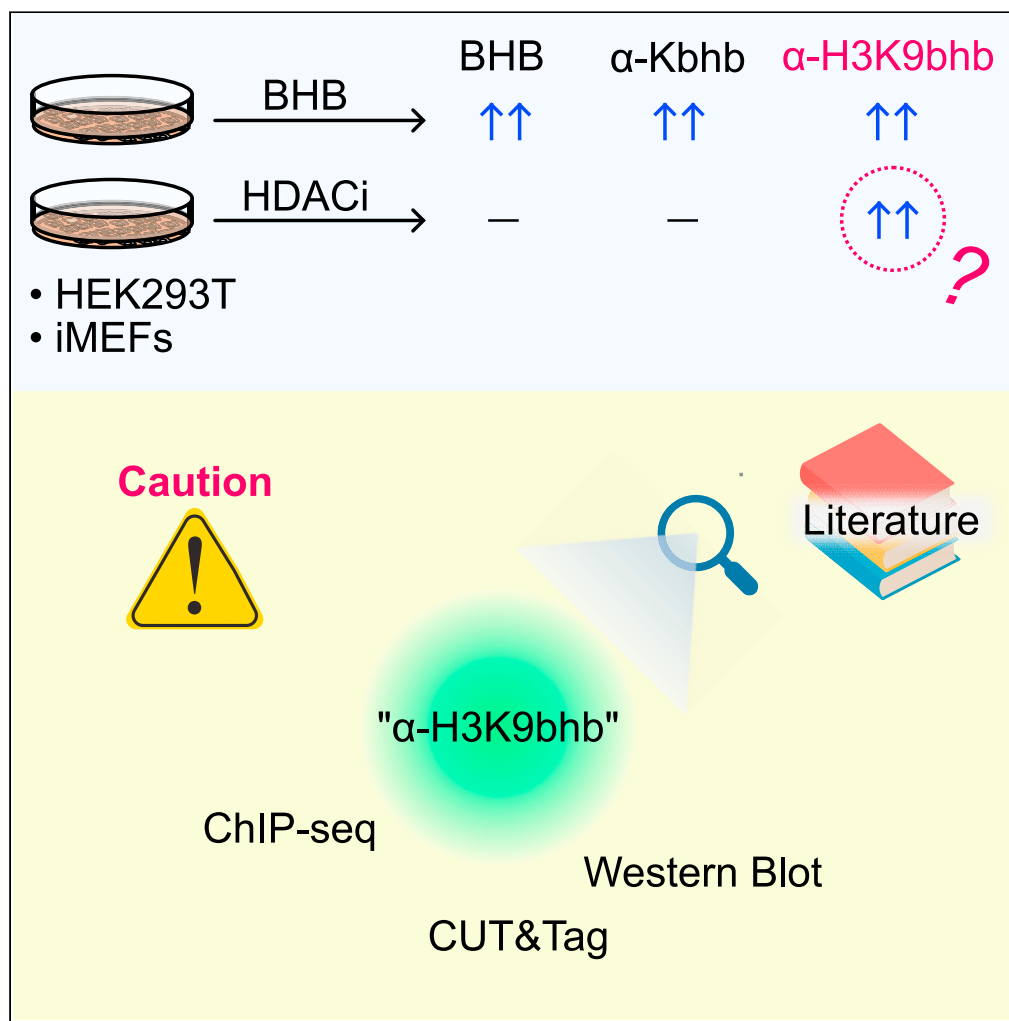 BHB α-Kbhb α-H3K9bhb
BHB ↑↑ ↑↑ ↑↑
HDACi – – ↑↑
?
• HEK293T
• iMEFs
Caution
!
Literature
"α-H3K9bhb"
ChIP-seq
Western Blot
CUT&Tag